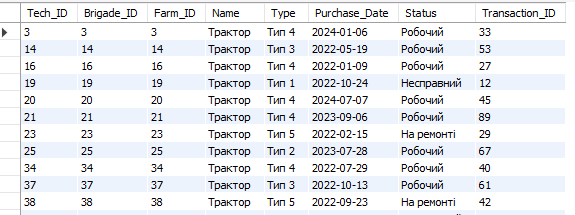 Tech_ID Brigade_ID Farm_ID Name Type Purchase_Date Status Transaction_ID
3 3 3 Трактор Тип 4 2024-01-06 Робочий 33
14 14 14 Трактор Тип 3 2022-05-19 Робочий 53
16 16 16 Трактор Тип 4 2022-01-09 Робочий 27
19 19 19 Трактор Тип 1 2022-10-24 Несправний 12
20 20 20 Трактор Тип 4 2024-07-07 Робочий 45
21 21 21 Трактор Тип 4 2023-09-06 Робочий 89
23 23 23 Трактор Тип 5 2022-02-15 На ремонті 29
25 25 25 Трактор Тип 2 2023-07-28 Робочий 67
34 34 34 Трактор Тип 4 2022-07-29 Робочий 40
37 37 37 Трактор Тип 3 2022-10-13 Робочий 61
38 38 38 Трактор Тип 5 2022-09-23 На ремонті 42